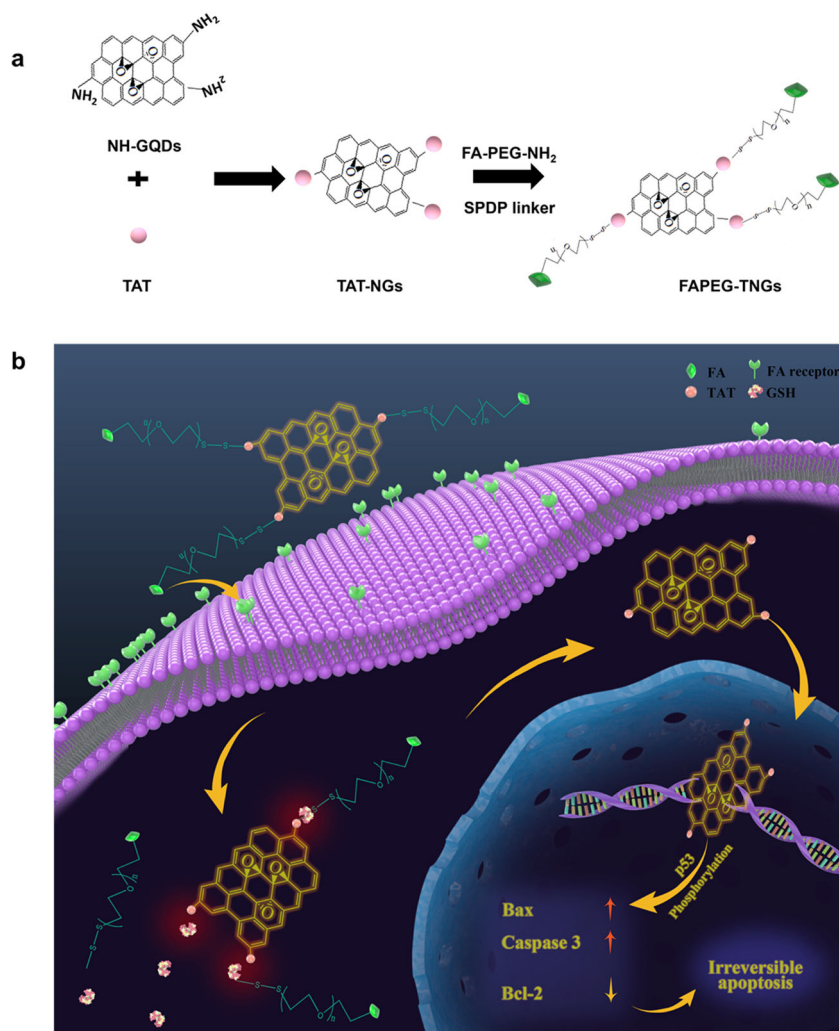 a
NH₂
NH₂
NH₂
O
O
O
NH-GQDs
+
TAT
O
O
O
TAT-NGs
FA-PEG-NH₂
SPDP linker
O
O
O
S-S
O
n
S-S
O
n
S-S
O
n
FAPEG-TNGs
b
FA
FA receptor
TAT
GSH
n
O
S-S
O
O
O
S-S
O
n
n
O
S-S
O
O
O
S-S
O
n
O
O
O
O
n
S-S
S-S
O
n
O
O
O
p53
Phosphorylation
Bax
Caspase 3
Bcl-2
Irreversible
apoptosis